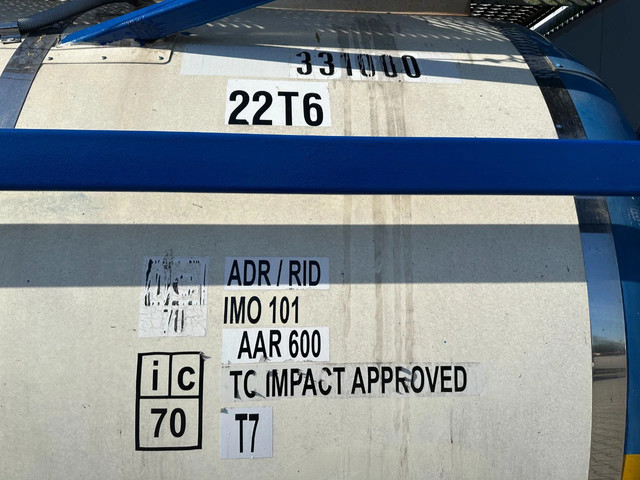 331000
22T6
ADR / RID
IMO 101
AAR 600
TC IMPACT APPROVED
T7
i c
70